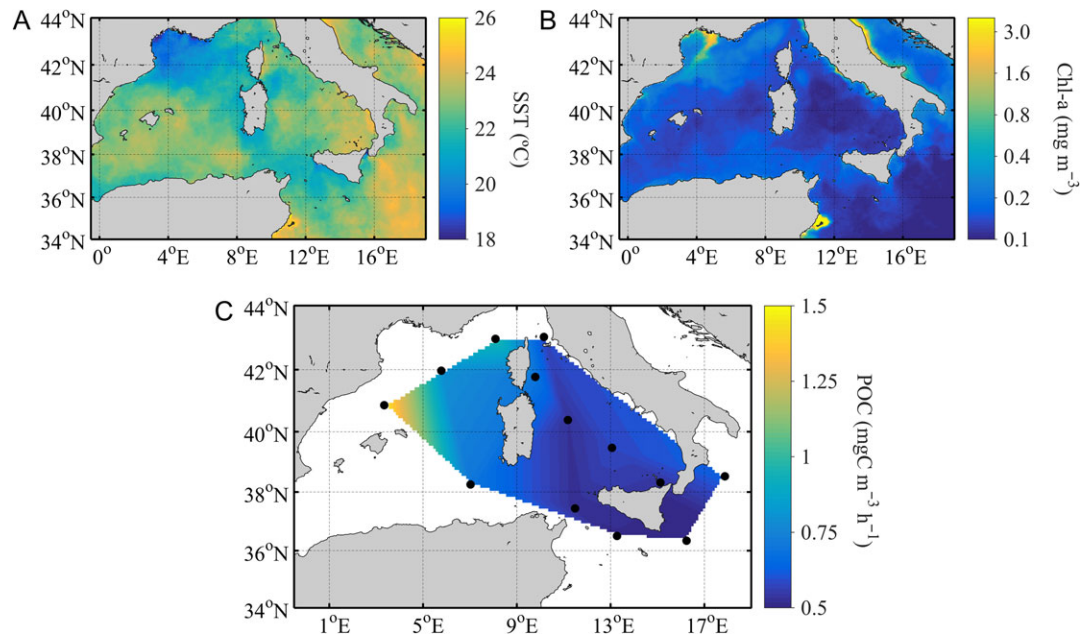 A
44°N
42°N
40°N
38°N
36°N
34°N
0°
4°E
8°E
12°E
16°E
26
24
22
20
18
SST (°C)
B
44°N
42°N
40°N
38°N
36°N
34°N
0°
4°E
8°E
12°E
16°E
3.0
1.6
0.8
0.4
0.2
0.1
Chl-a (mg m⁻³)
C
44°N
42°N
40°N
38°N
36°N
34°N
1°E
5°E
9°E
13°E
17°E
1.5
1.25
1
0.75
0.5
POC (mgC m⁻³ h⁻¹)